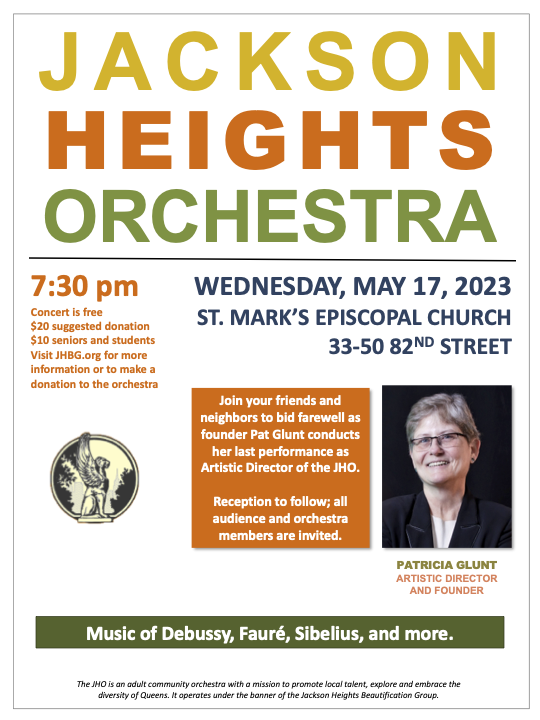 JACKSON
HEIGHTS
ORCHESTRA
7:30 pm
Concert is free
$20 suggested donation
$10 seniors and students
Visit JHBG.org for more
information or to make a
donation to the orchestra
WEDNESDAY, MAY 17, 2023
ST. MARK’S EPISCOPAL CHURCH
33-50 82ND STREET
Join your friends and
neighbors to bid farewell as
founder Pat Glunt conducts
her last performance as
Artistic Director of the JHO.
Reception to follow; all
audience and orchestra
members are invited.
PATRICIA GLUNT
ARTISTIC DIRECTOR
AND FOUNDER
Music of Debussy, Fauré, Sibelius, and more.
The JHO is an adult community orchestra with a mission to promote local talent, explore and embrace the
diversity of Queens. It operates under the banner of the Jackson Heights Beautification Group.